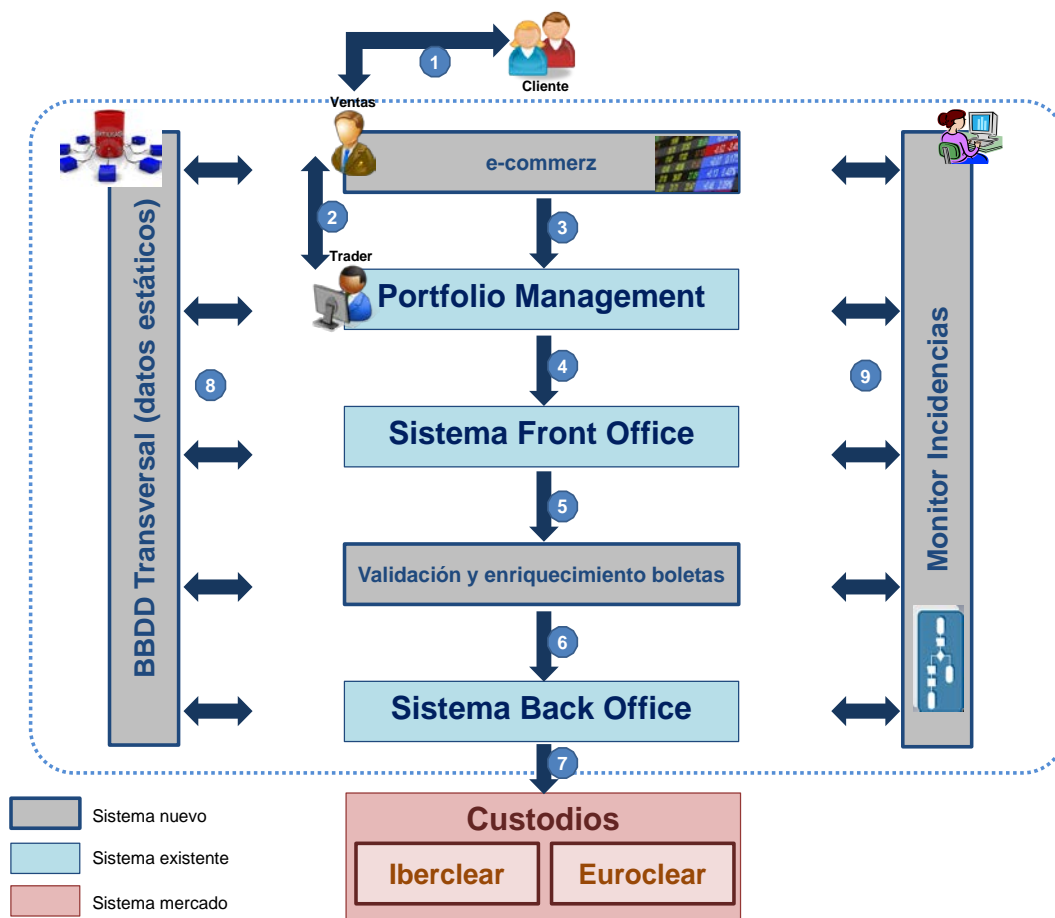 1
Cliente
Ventas
e-commerz
2
3
Trader
Portfolio Management
BBDD Transversal (datos estáticos)
Monitor Incidencias
4
8
9
Sistema Front Office
5
Validación y enriquecimiento boletas
6
Sistema Back Office
7
Sistema nuevo
Sistema existente
Sistema mercado
Custodios
Iberclear
Euroclear